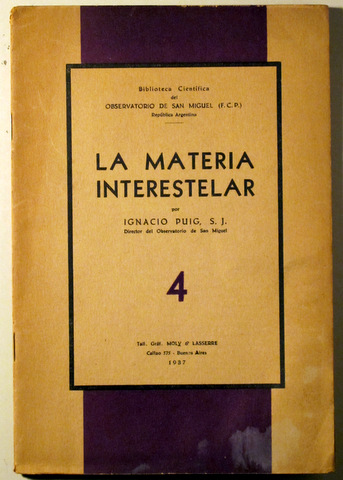 Biblioteca Científica
del
OBSERVATORIO DE SAN MIGUEL (F.C.P.)
República Argentina
LA MATERIA
INTERESTELAR
por
IGNACIO PUIG, S. J.
Director del Observatorio de San Miguel
4
Tall. Gráf. MOLY & LASSERRE
Callao 575 - Buenos Aires
1937